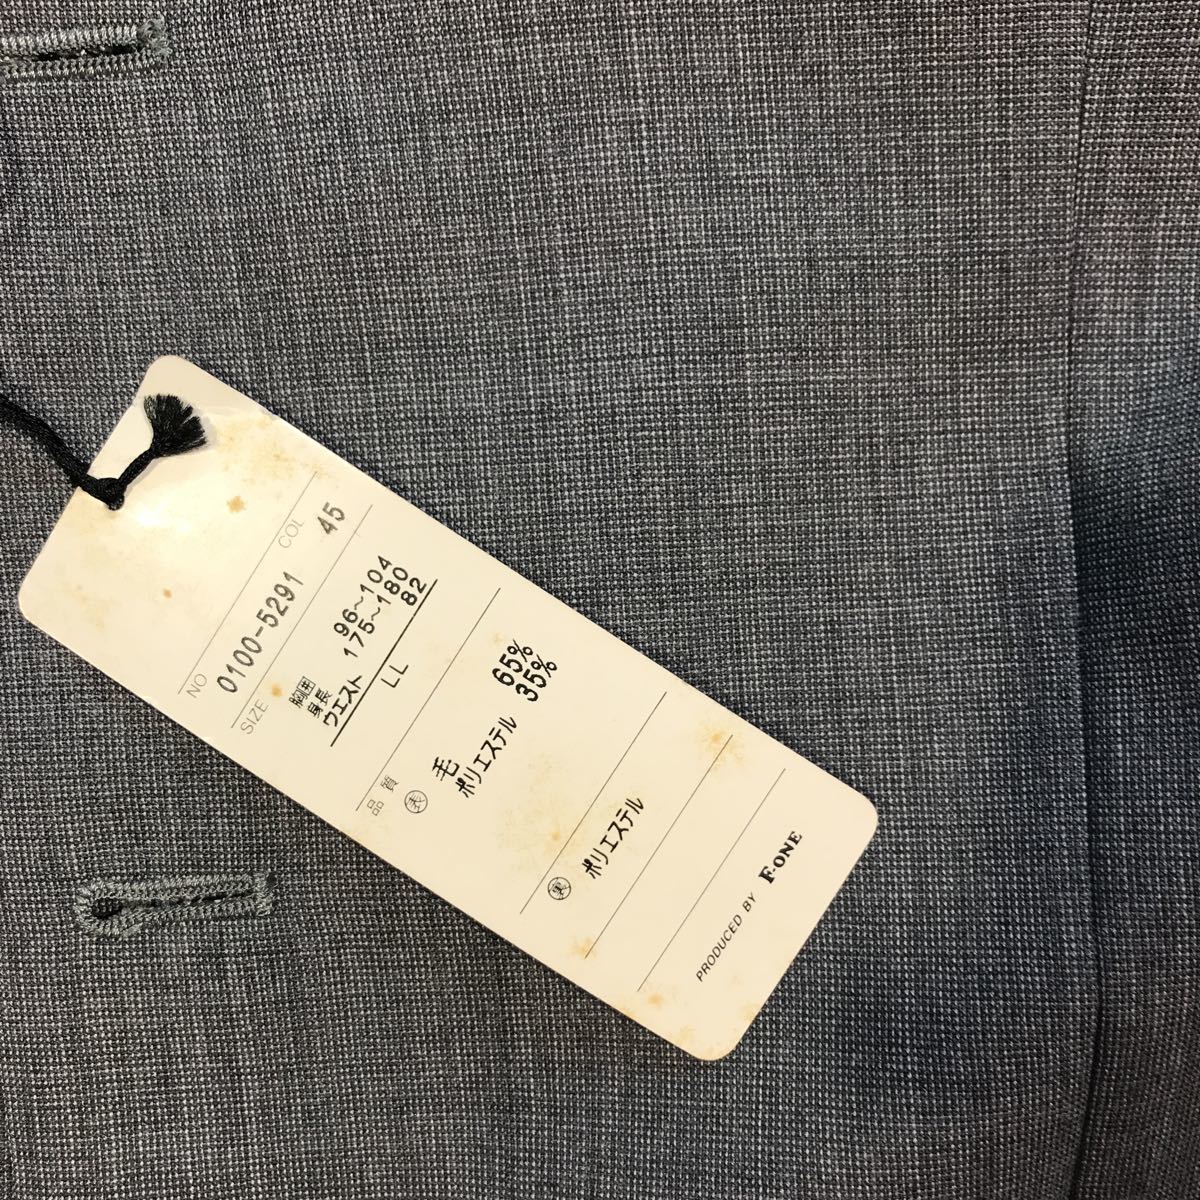 NO COL
0100-5291 45
SIZE
胸囲 96~104
身長 175~180
ウエスト 82
LL
品質
表 毛 65%
ポリエステル 35%
裏 ポリエステル
PRODUCED BY F-ONE